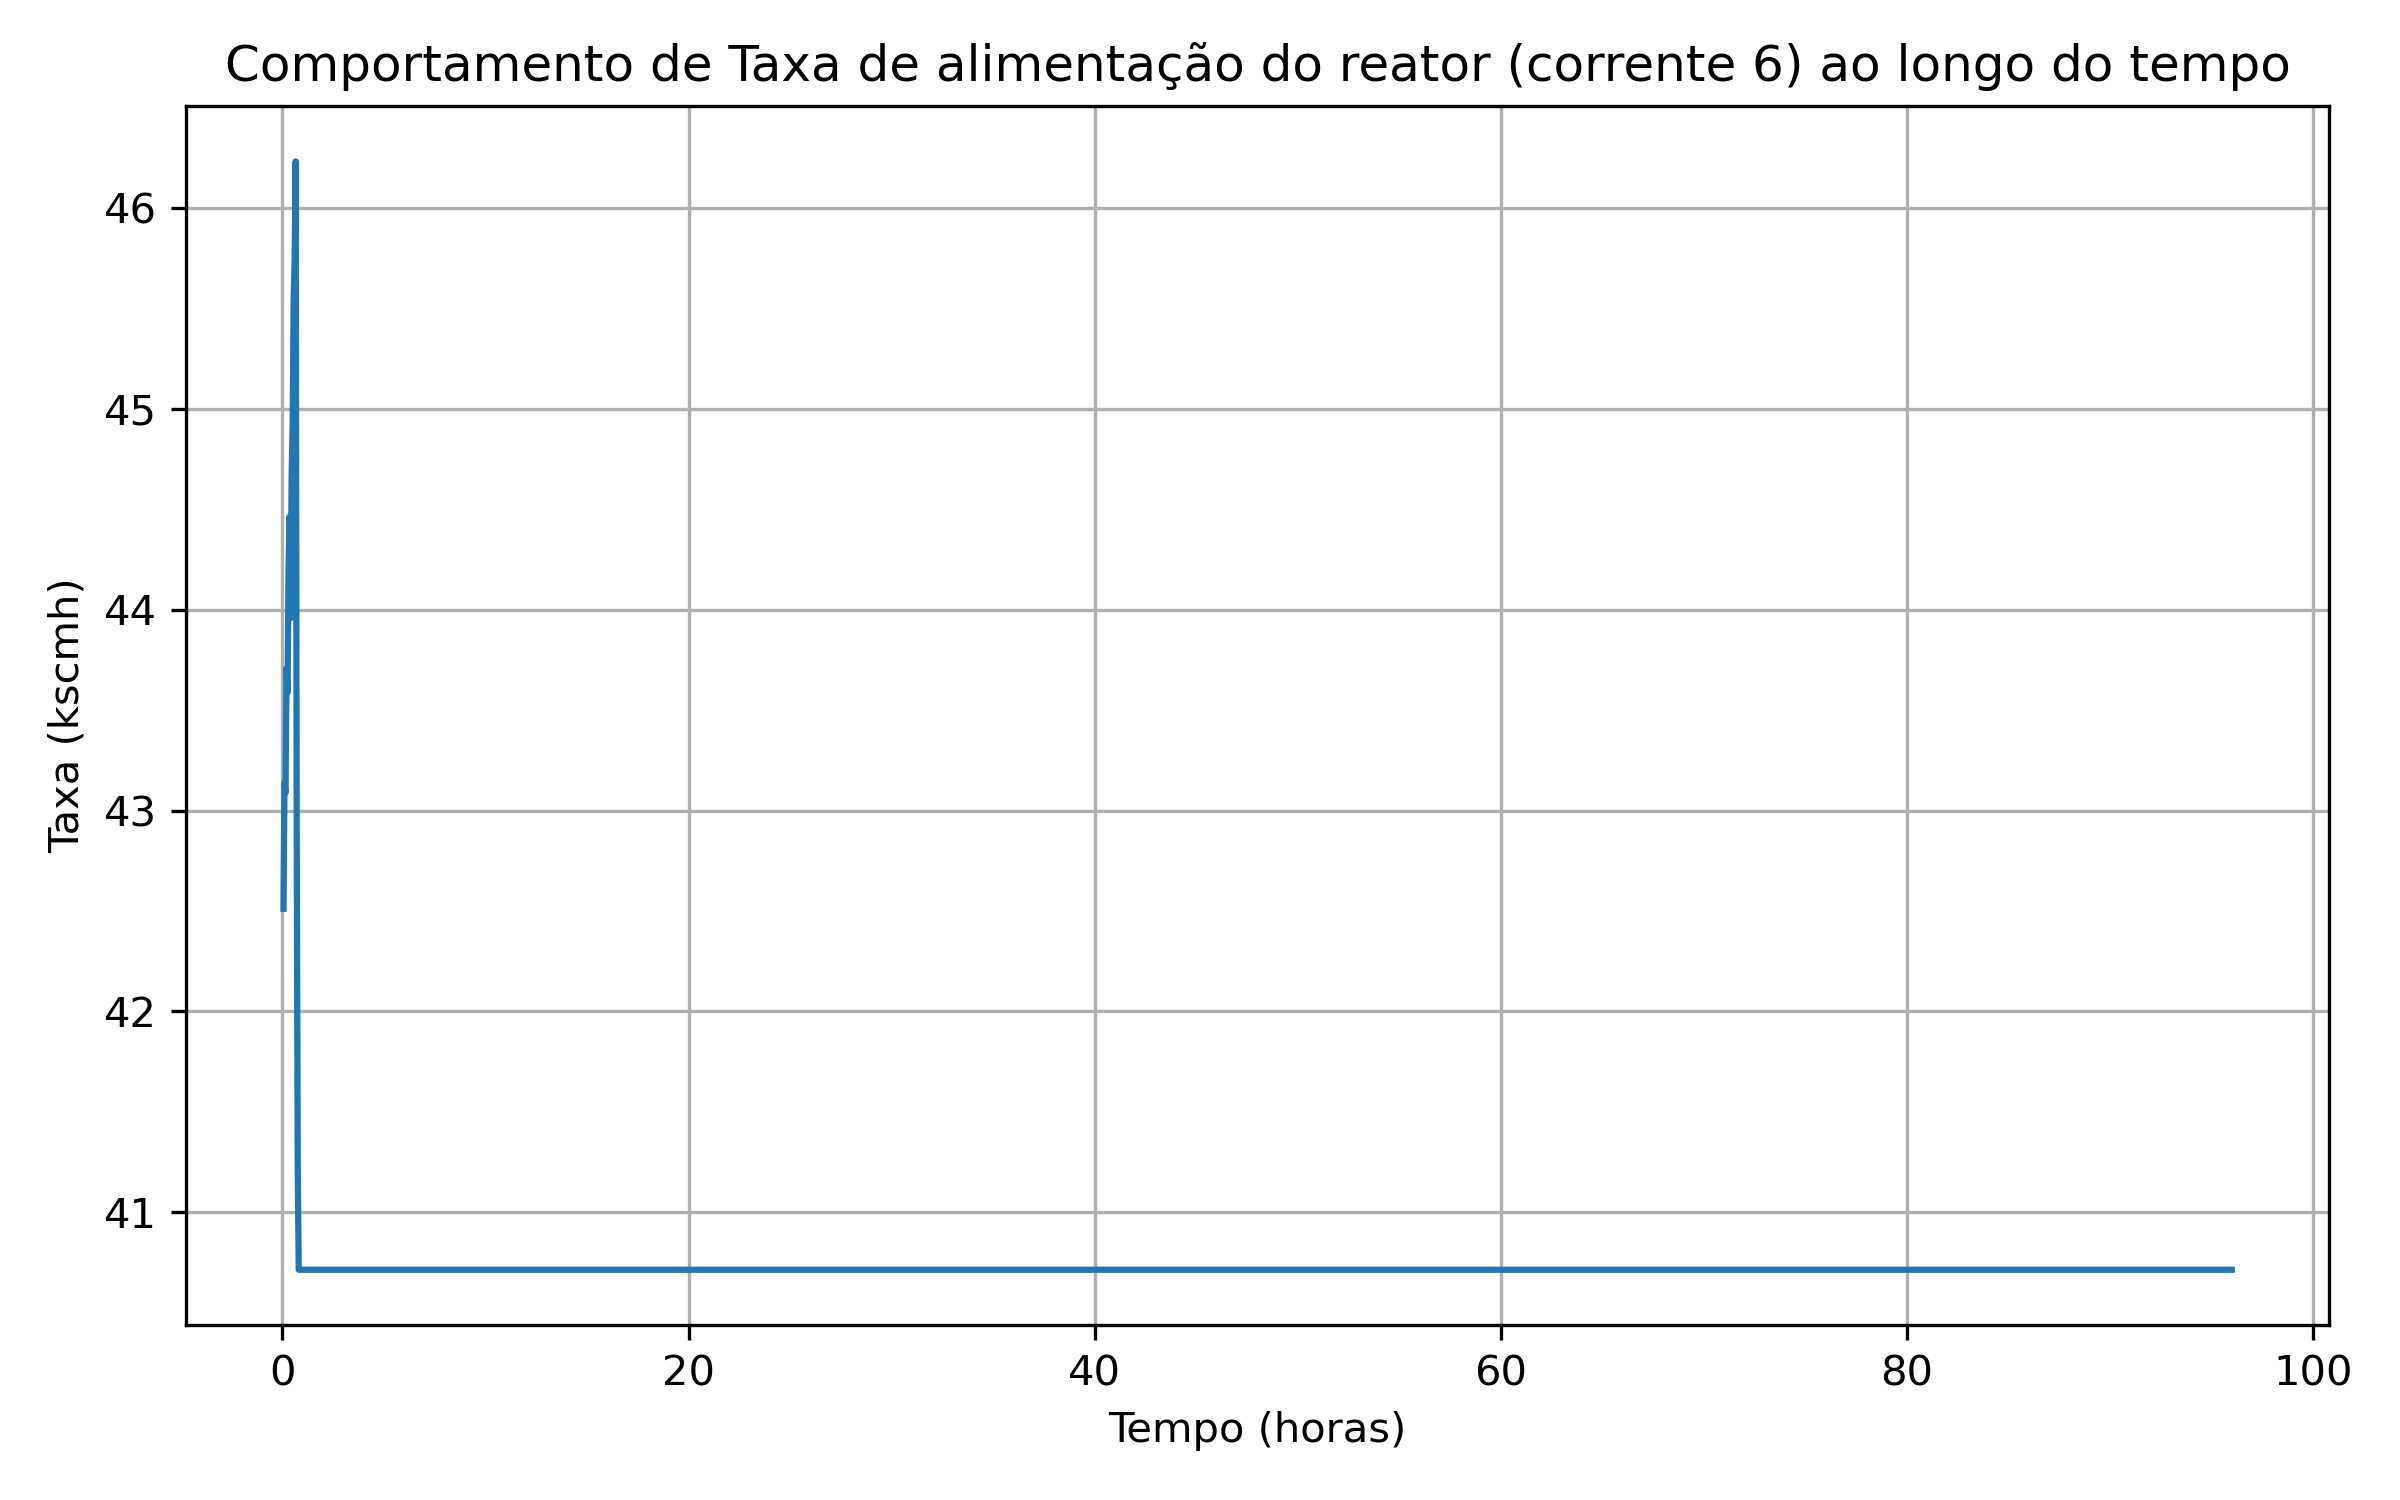 Comportamento de Taxa de alimentação do reator (corrente 6) ao longo do tempo
46
45
44
43
42
41
Taxa (kscmh)
0 20 40 60 80 100
Tempo (horas)